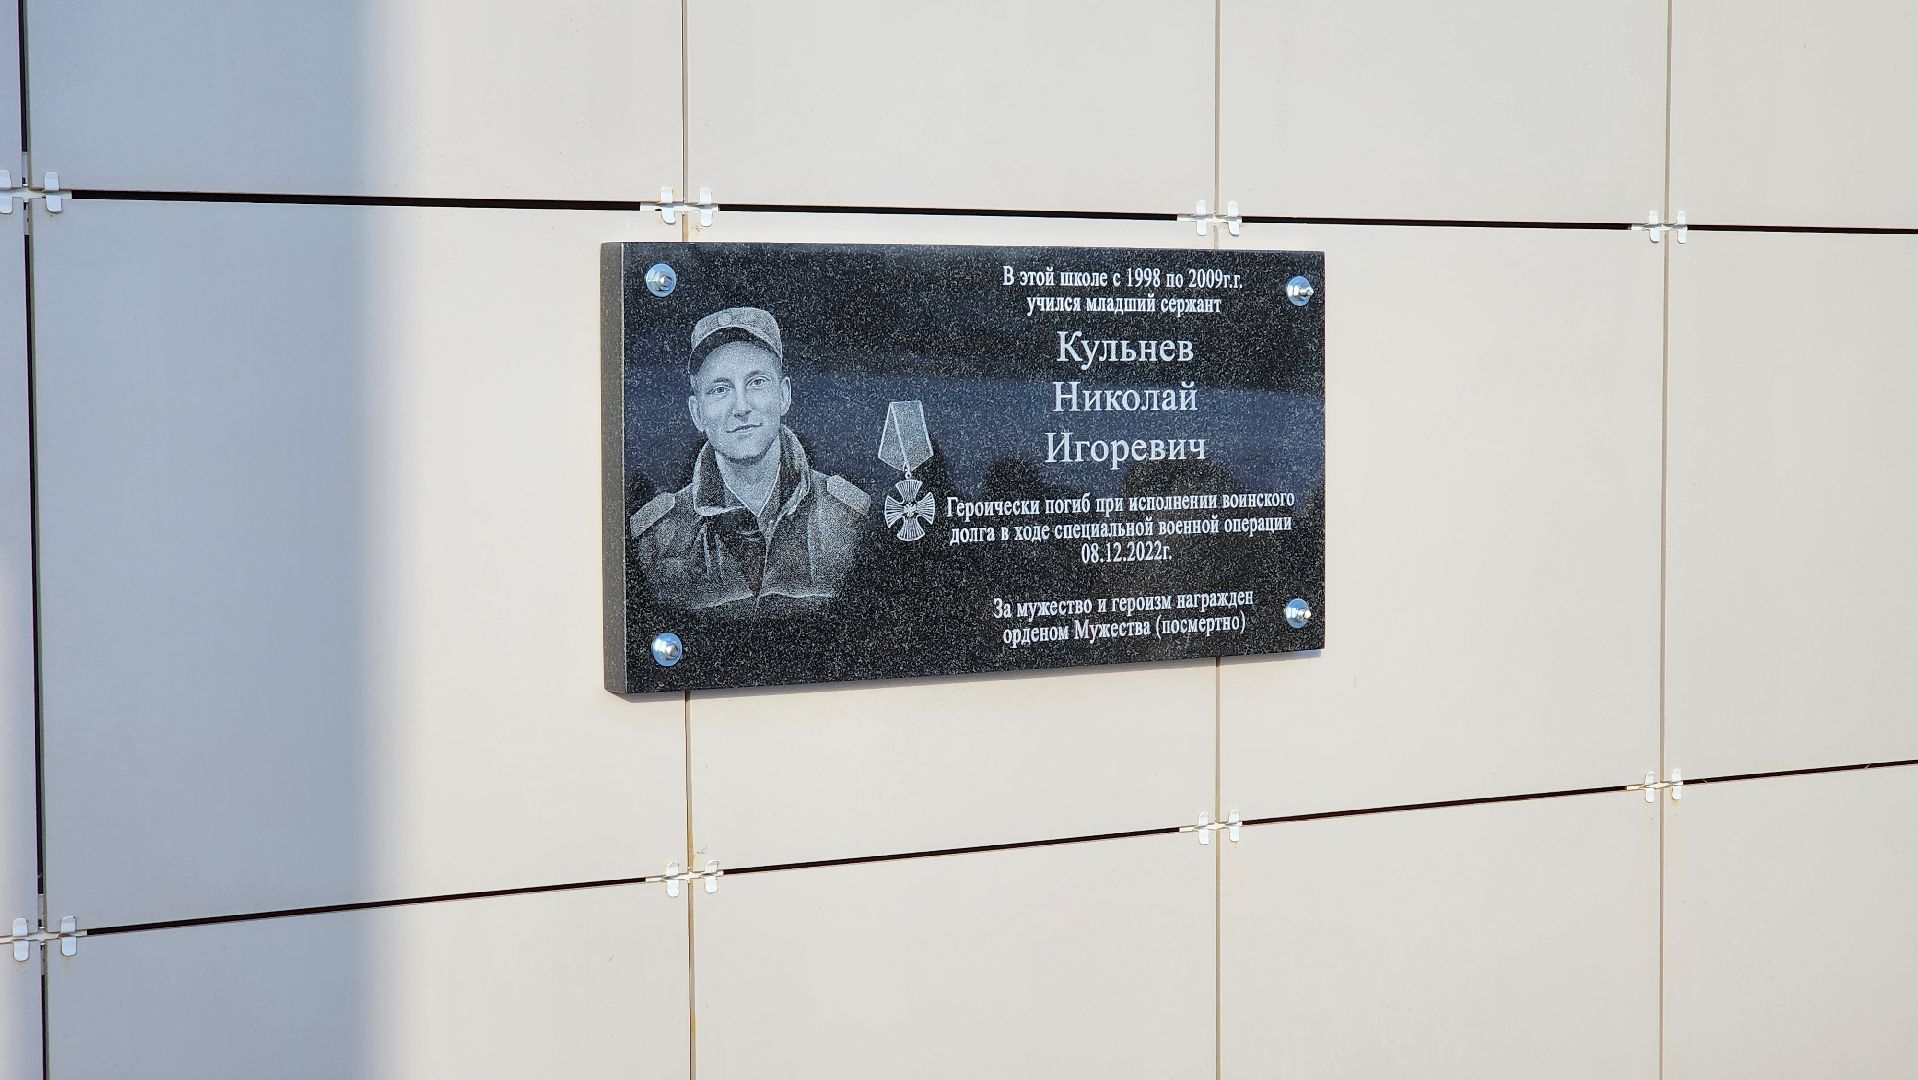 В этой школе с 1998 по 2009г.г.
учился младший сержант
Кульнев
Николай
Игоревич
Героически погиб при исполнении воинского
долга в ходе специальной военной операции
08.12.2022г.
За мужество и героизм награжден
орденом Мужества (посмертно)